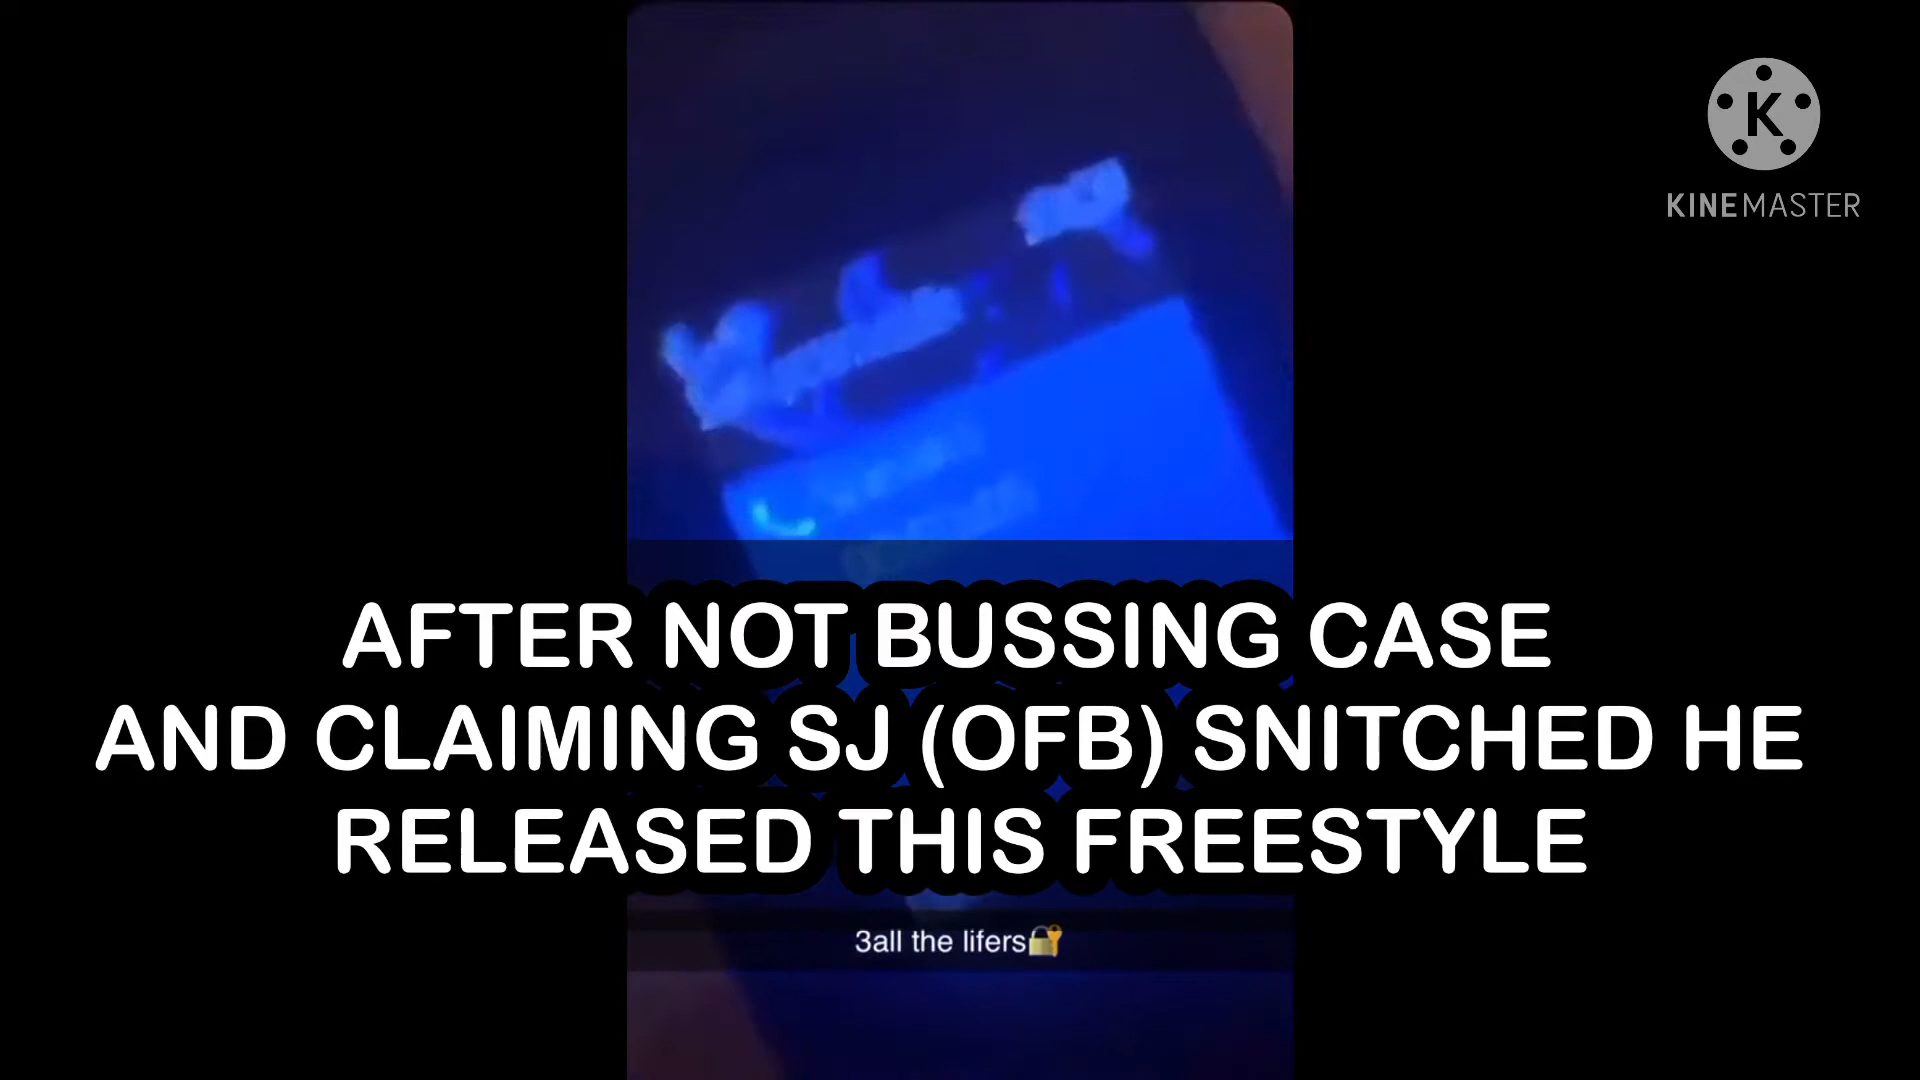 K
KINEMASTER
AFTER NOT BUSSING CASE
AND CLAIMING SJ (OFB) SNITCHED HE
RELEASED THIS FREESTYLE
3all the lifers🔐